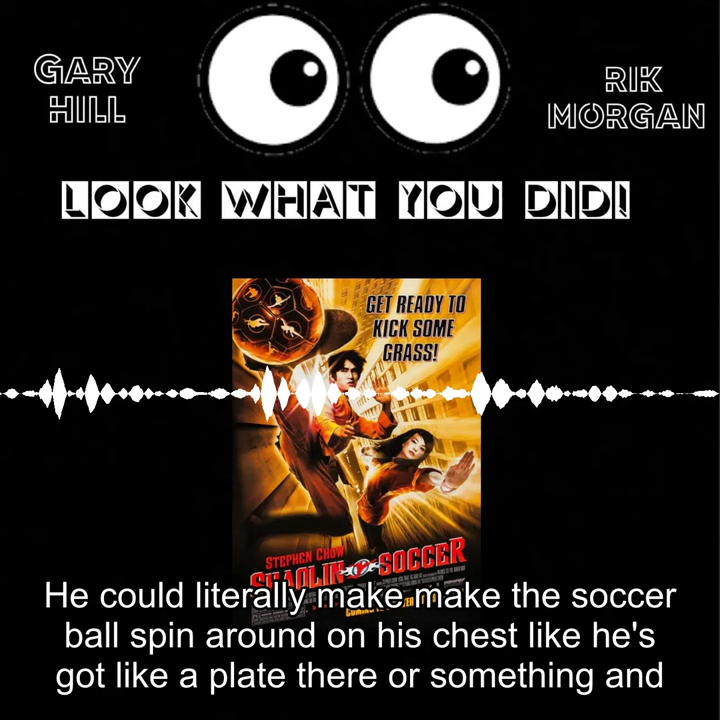 GARY
HILL
RIK
MORGAN
LOOK WHAT YOU DID!
GET READY TO
KICK SOME
GRASS!
STEPHEN CHOW
SHAOLIN SOCCER
He could literally make make the soccer
ball spin around on his chest like he's
got like a plate there or something and